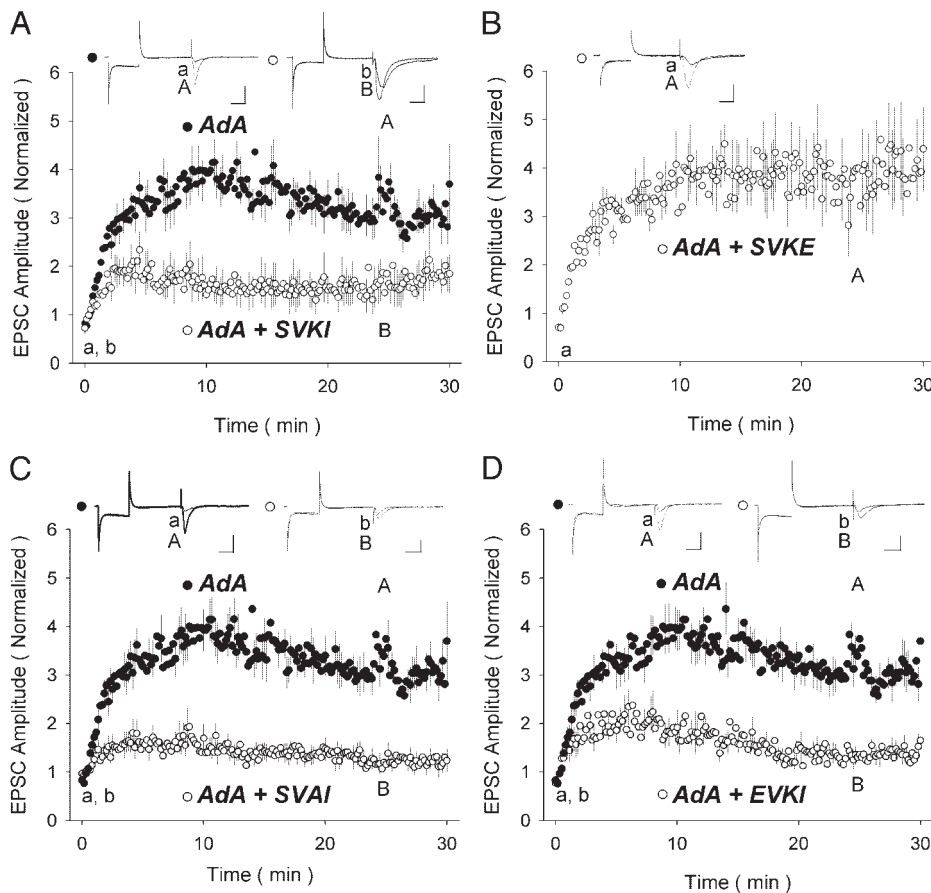 A
a
A
b
B
A
AdA
AdA + SVKI
B
a, b
EPSC Amplitude ( Normalized )
6
5
4
3
2
1
0
0
10
20
30
Time ( min )
B
a
A
AdA + SVKE
A
a
EPSC Amplitude ( Normalized )
6
5
4
3
2
1
0
0
10
20
30
Time ( min )
C
a
A
b
B
A
AdA
AdA + SVAI
B
a, b
EPSC Amplitude ( Normalized )
6
5
4
3
2
1
0
0
10
20
30
Time ( min )
D
a
A
b
B
A
AdA
AdA + EVKI
B
a, b
EPSC Amplitude ( Normalized )
6
5
4
3
2
1
0
0
10
20
30
Time ( min )